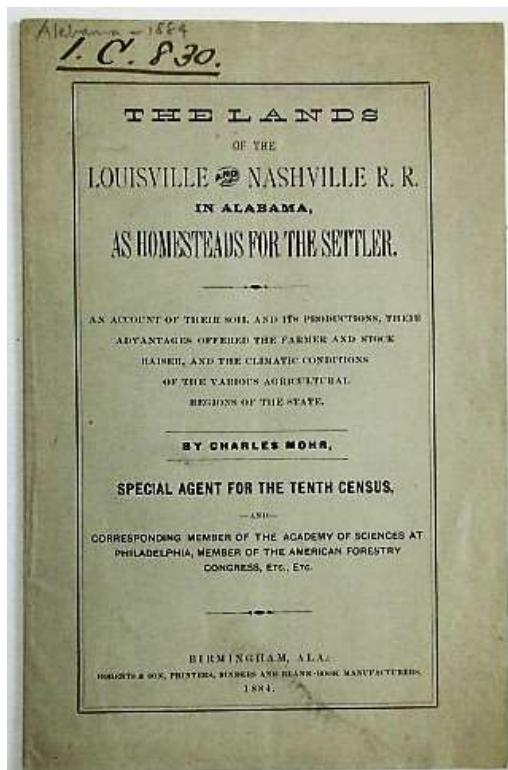 Alabama - 1884
I. C. 830.
THE LANDS
OF THE
LOUISVILLE AND NASHVILLE R. R.
IN ALABAMA,
AS HOMESTEADS FOR THE SETTLER.
AN ACCOUNT OF THEIR SOIL AND ITS PRODUCTIONS, THEIR
ADVANTAGES OFFERED THE FARMER AND STOCK
RAISER, AND THE CLIMATIC CONDITIONS
OF THE VARIOUS AGRICULTURAL
REGIONS OF THE STATE.
BY CHARLES MOHR,
SPECIAL AGENT FOR THE TENTH CENSUS,
—AND—
CORRESPONDING MEMBER OF THE ACADEMY OF SCIENCES AT
PHILADELPHIA, MEMBER OF THE AMERICAN FORESTRY
CONGRESS, ETC., ETC.
BIRMINGHAM, ALA.:
ROBERTS & SON, PRINTERS, BINDERS AND BLANK-BOOK MANUFACTURERS.
1884.